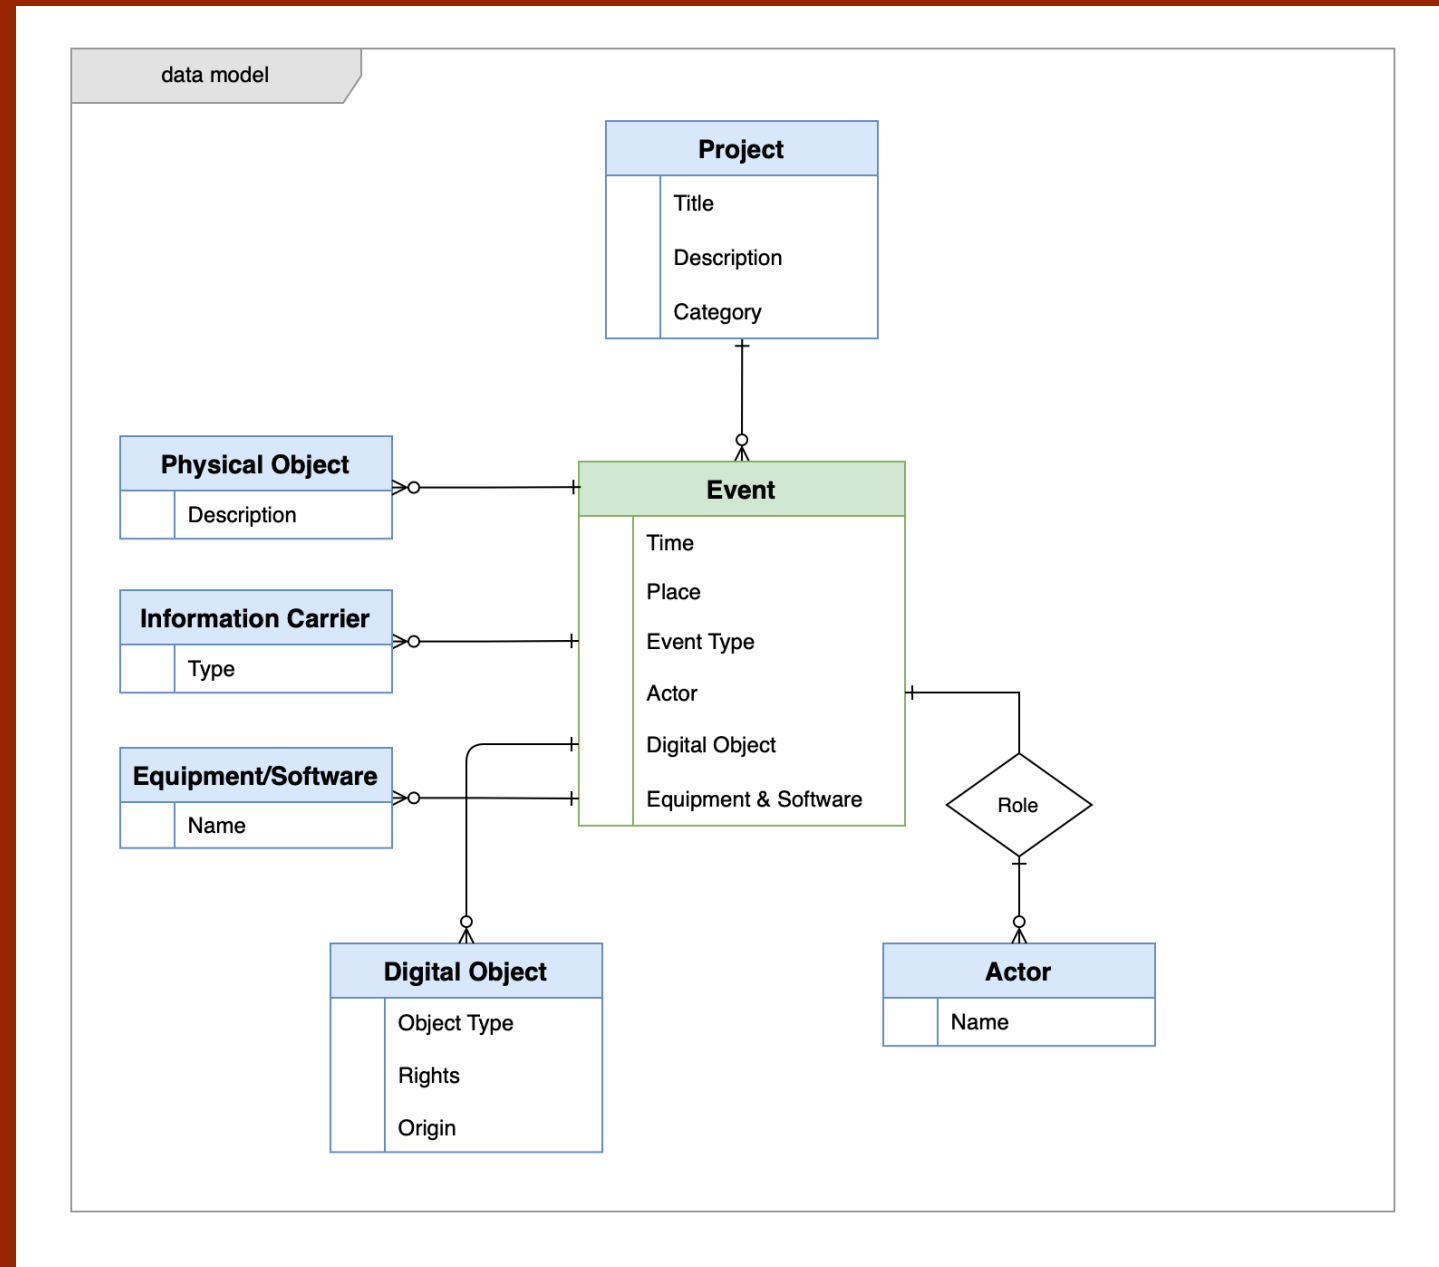 data model
Project
Title
Description
Category
Physical Object
Description
Information Carrier
Type
Equipment/Software
Name
Event
Time
Place
Event Type
Actor
Digital Object
Equipment & Software
Role
Digital Object
Object Type
Rights
Origin
Actor
Name